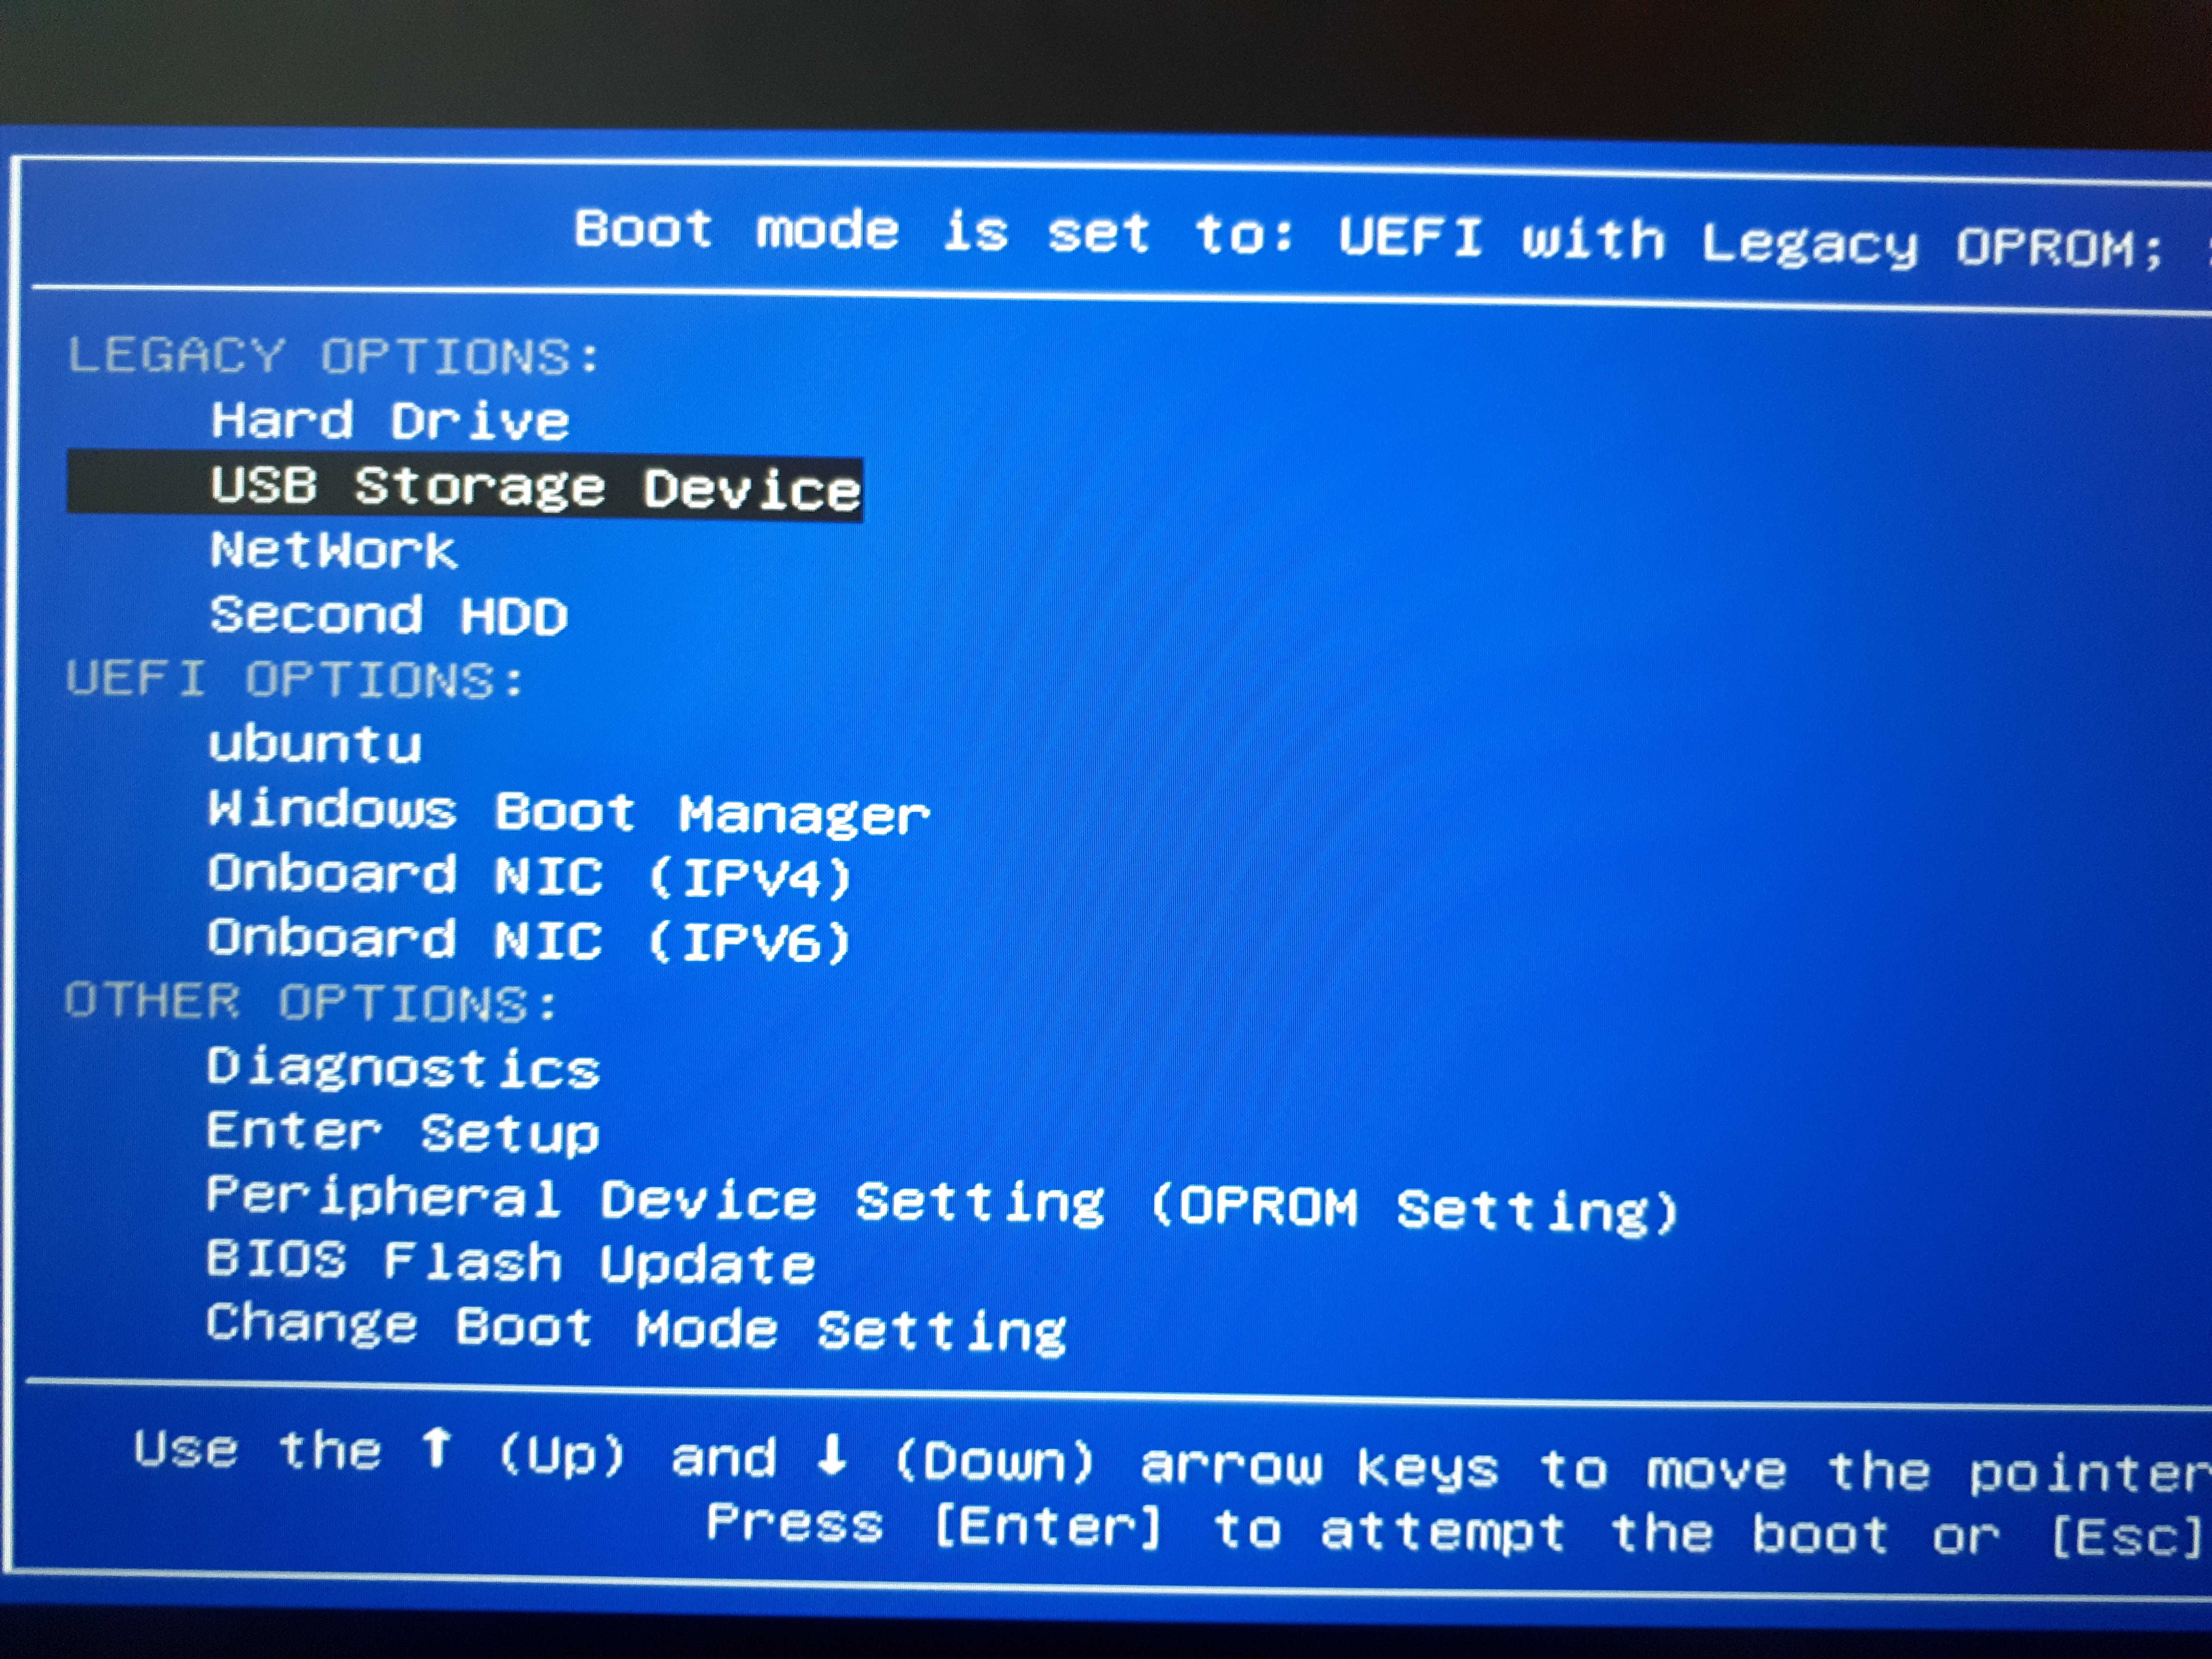 Boot mode is set to: UEFI with Legacy OPROM;
LEGACY OPTIONS:
Hard Drive
USB Storage Device
NetWork
Second HDD
UEFI OPTIONS:
ubuntu
Windows Boot Manager
Onboard NIC (IPV4)
Onboard NIC (IPV6)
OTHER OPTIONS:
Diagnostics
Enter Setup
Peripheral Device Setting (OPROM Setting)
BIOS Flash Update
Change Boot Mode Setting
Use the ↑ (Up) and ↓ (Down) arrow keys to move the pointer
Press [Enter] to attempt the boot or [Esc]